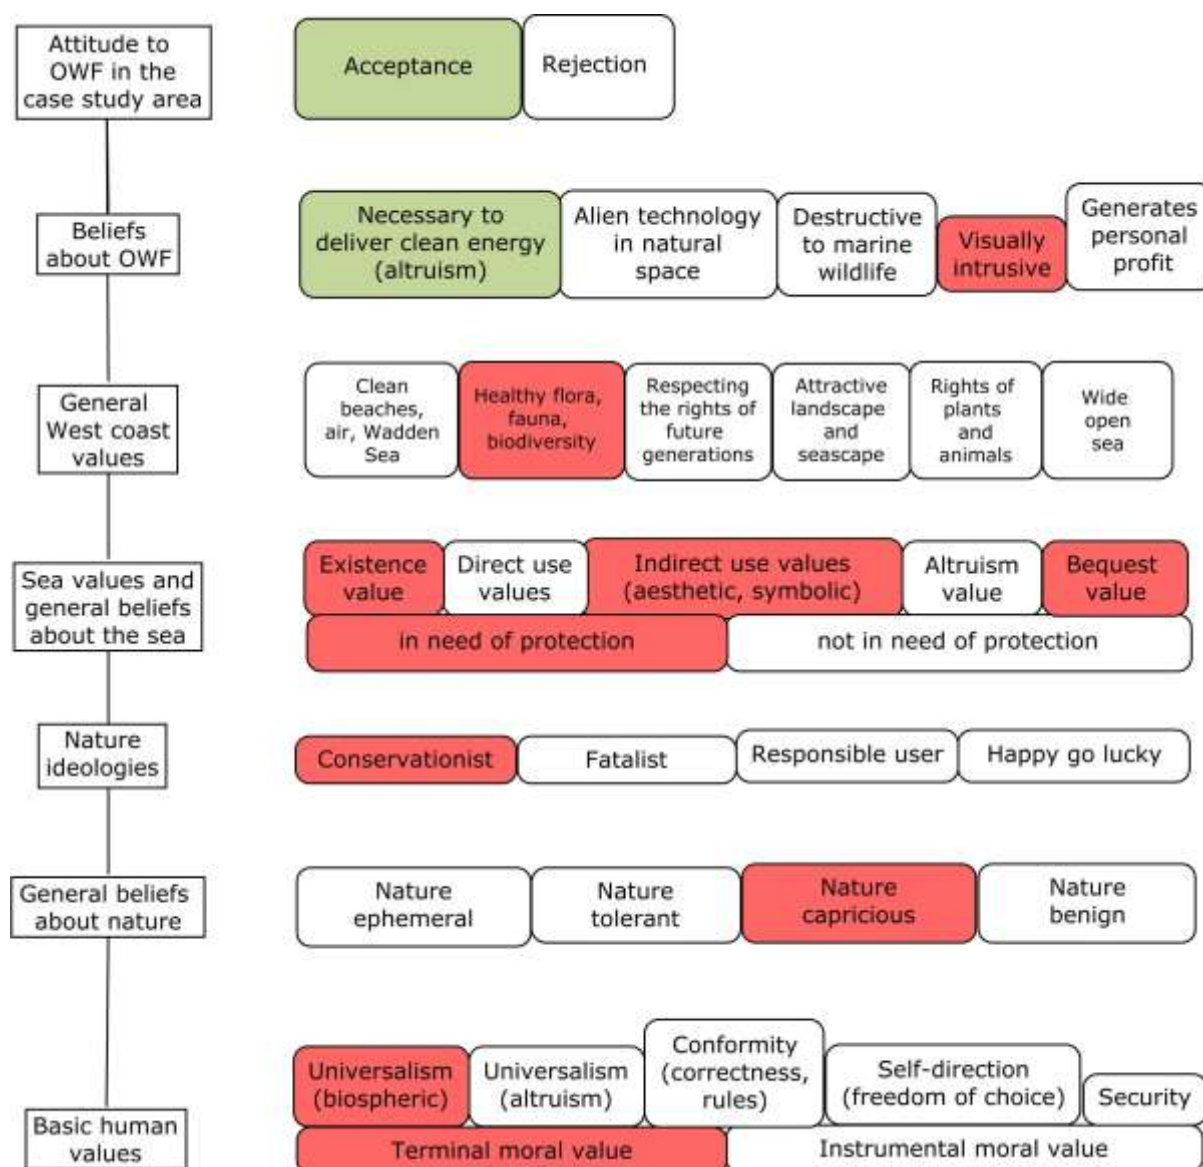 Attitude to
OWF in the
case study area
Acceptance
Rejection
Beliefs
about OWF
Necessary to
deliver clean energy
(altruism)
Alien technology
in natural
space
Destructive
to marine
wildlife
Visually
intrusive
Generates
personal
profit
General
West coast
values
Clean
beaches,
air, Wadden
Sea
Healthy flora,
fauna,
biodiversity
Respecting
the rights of
future
generations
Attractive
landscape
and
seascape
Rights of
plants
and
animals
Wide
open
sea
Sea values and
general beliefs
about the sea
Existence
value
Direct use
values
Indirect use values
(aesthetic, symbolic)
Altruism
value
Bequest
value
in need of protection
not in need of protection
Nature
ideologies
Conservationist
Fatalist
Responsible user
Happy go lucky
General beliefs
about nature
Nature
ephemeral
Nature
tolerant
Nature
capricious
Nature
benign
Basic human
values
Universalism
(biospheric)
Universalism
(altruism)
Conformity
(correctness,
rules)
Self-direction
(freedom of choice)
Security
Terminal moral value
Instrumental moral value